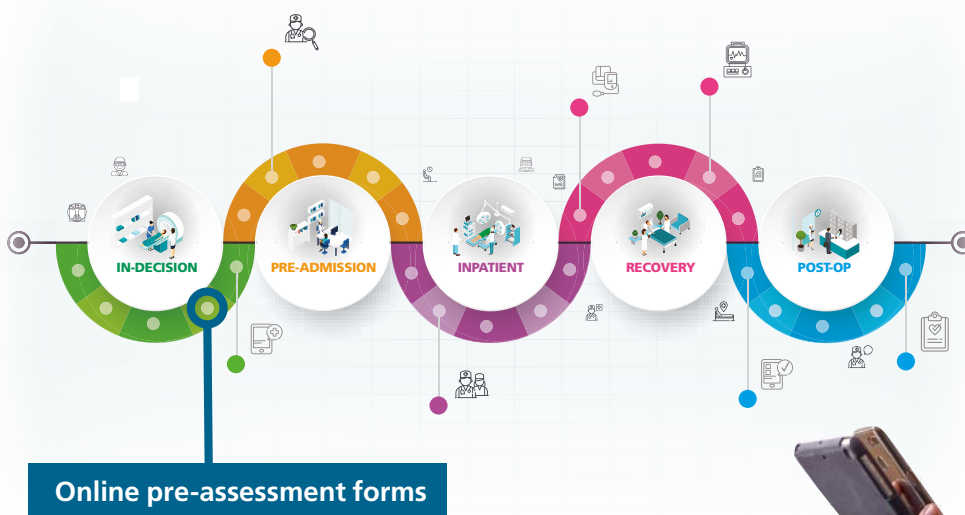 IN-DECISION
PRE-ADMISSION
INPATIENT
RECOVERY
POST-OP
Online pre-assessment forms